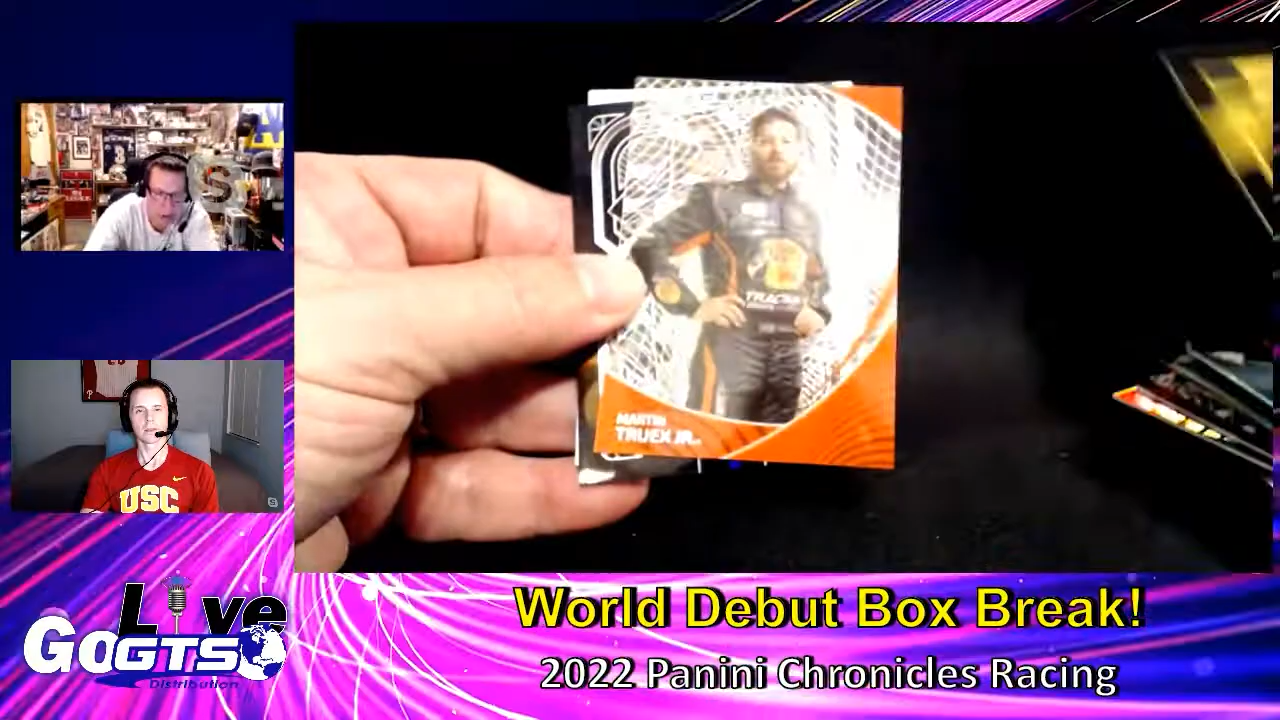 MARTIN
TRUEX JR.
USC
Live
GOGTS
Distribution
World Debut Box Break!
2022 Panini Chronicles Racing